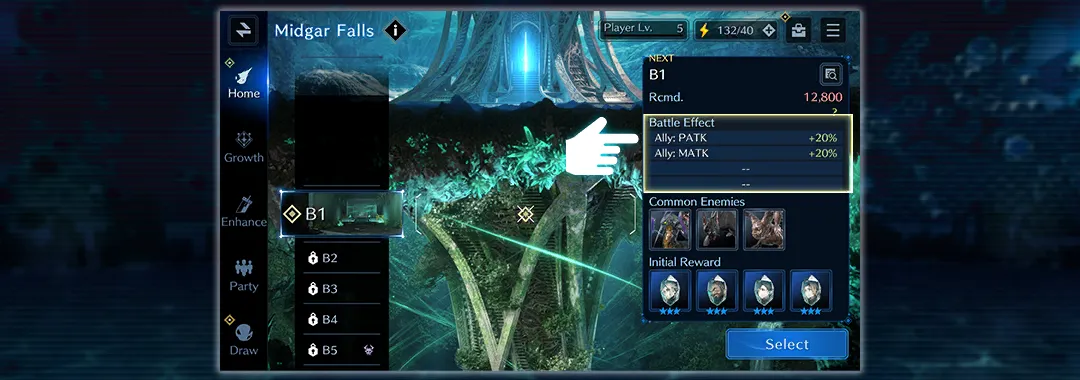 Midgar Falls
Player Lv. 5
132/40
Home
Growth
Enhance
Party
Draw
B1
B2
B3
B4
B5
NEXT
B1
Rcmd. 12,800
?
Battle Effect
Ally: PATK +20%
Ally: MATK +20%
--
--
Common Enemies
Initial Reward
Select